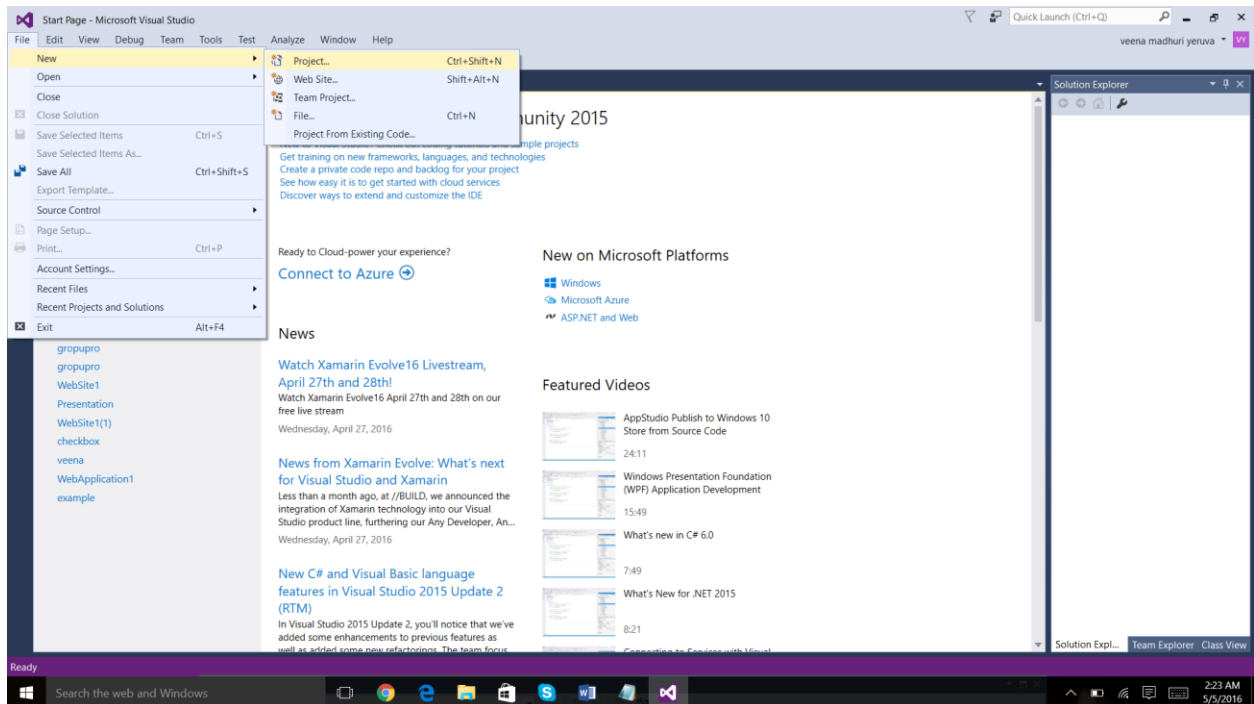 Start Page - Microsoft Visual Studio
Quick Launch (Ctrl+Q)
File Edit View Debug Team Tools Test Analyze Window Help
veena madhuri yeruva VY
New
Open
Close
Close Solution
Save Selected Items Ctrl+S
Save Selected Items As...
Save All Ctrl+Shift+S
Export Template...
Source Control
Page Setup...
Print... Ctrl+P
Account Settings...
Recent Files
Recent Projects and Solutions
Exit Alt+F4
Project... Ctrl+Shift+N
Web Site... Shift+Alt+N
Team Project...
File... Ctrl+N
Project From Existing Code...
gropupro
gropupro
WebSite1
Presentation
WebSite1(1)
checkbox
veena
WebApplication1
example
unity 2015
Get training on new frameworks, languages, and technologies
Create a private code repo and backlog for your project
See how easy it is to get started with cloud services
Discover ways to extend and customize the IDE
Ready to Cloud-power your experience?
Connect to Azure
News
Watch Xamarin Evolve16 Livestream,
April 27th and 28th!
Watch Xamarin Evolve16 April 27th and 28th on our
free live stream
Wednesday, April 27, 2016
News from Xamarin Evolve: What's next
for Visual Studio and Xamarin
Less than a month ago, at //BUILD, we announced the
integration of Xamarin technology into our Visual
Studio product line, furthering our Any Developer, An...
Wednesday, April 27, 2016
New C# and Visual Basic language
features in Visual Studio 2015 Update 2
(RTM)
In Visual Studio 2015 Update 2, you'll notice that we've
added some enhancements to previous features as
well as added some new refactorings. The team focus
New on Microsoft Platforms
Windows
Microsoft Azure
ASP.NET and Web
Featured Videos
AppStudio Publish to Windows 10
Store from Source Code
24:11
Windows Presentation Foundation
(WPF) Application Development
15:49
What's new in C# 6.0
7:49
What's New for .NET 2015
8:21
Connecting to Services with Visual
Solution Explorer
Solution Expl... Team Explorer Class View
Ready
Search the web and Windows
2:23 AM
5/5/2016